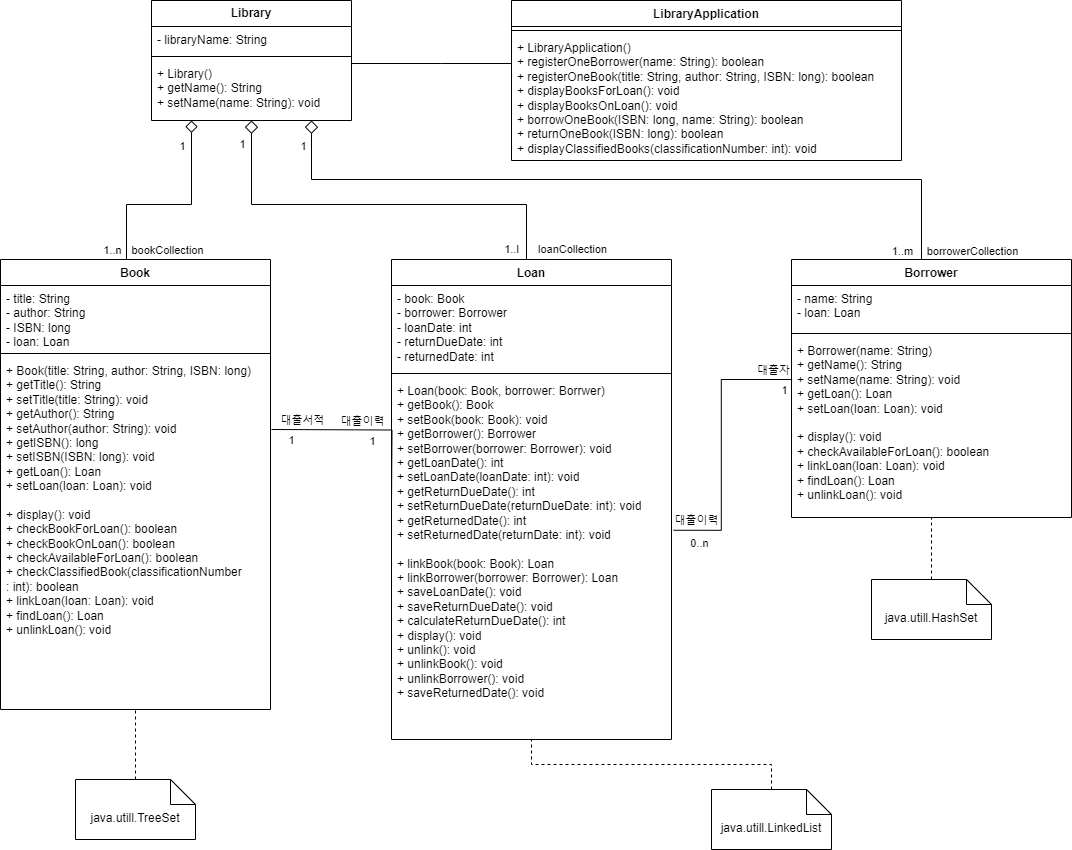 Library
- libraryName: String
+ Library()
+ getName(): String
+ setName(name: String): void
LibraryApplication
+ LibraryApplication()
+ registerOneBorrower(name: String): boolean
+ registerOneBook(title: String, author: String, ISBN: long): boolean
+ displayBooksForLoan(): void
+ displayBooksOnLoan(): void
+ borrowOneBook(ISBN: long, name: String): boolean
+ returnOneBook(ISBN: long): boolean
+ displayClassifiedBooks(classificationNumber: int): void
1
1
1
1..n bookCollection
1..l loanCollection
1..m borrowerCollection
Book
- title: String
- author: String
- ISBN: long
- loan: Loan
+ Book(title: String, author: String, ISBN: long)
+ getTitle(): String
+ setTitle(title: String): void
+ getAuthor(): String
+ setAuthor(author: String): void
+ getISBN(): long
+ setISBN(ISBN: long): void
+ getLoan(): Loan
+ setLoan(loan: Loan): void
+ display(): void
+ checkBookForLoan(): boolean
+ checkBookOnLoan(): boolean
+ checkAvailableForLoan(): boolean
+ checkClassifiedBook(classificationNumber
: int): boolean
+ linkLoan(loan: Loan): void
+ findLoan(): Loan
+ unlinkLoan(): void
대출서적
1
대출이력
1
Loan
- book: Book
- borrower: Borrower
- loanDate: int
- returnDueDate: int
- returnedDate: int
+ Loan(book: Book, borrower: Borrwer)
+ getBook(): Book
+ setBook(book: Book): void
+ getBorrower(): Borrower
+ setBorrower(borrower: Borrower): void
+ getLoanDate(): int
+ setLoanDate(loanDate: int): void
+ getReturnDueDate(): int
+ setReturnDueDate(returnDueDate: int): void
+ getReturnedDate(): int
+ setReturnedDate(returnDate: int): void
+ linkBook(book: Book): Loan
+ linkBorrower(borrower: Borrower): Loan
+ saveLoanDate(): void
+ saveReturnDueDate(): void
+ calculateReturnDueDate(): int
+ display(): void
+ unlink(): void
+ unlinkBook(): void
+ unlinkBorrower(): void
+ saveReturnedDate(): void
대출자
1
대출이력
0..n
Borrower
- name: String
- loan: Loan
+ Borrower(name: String)
+ getName(): String
+ setName(name: String): void
+ getLoan(): Loan
+ setLoan(loan: Loan): void
+ display(): void
+ checkAvailableForLoan(): boolean
+ linkLoan(loan: Loan): void
+ findLoan(): Loan
+ unlinkLoan(): void
java.utill.HashSet
java.utill.TreeSet
java.utill.LinkedList